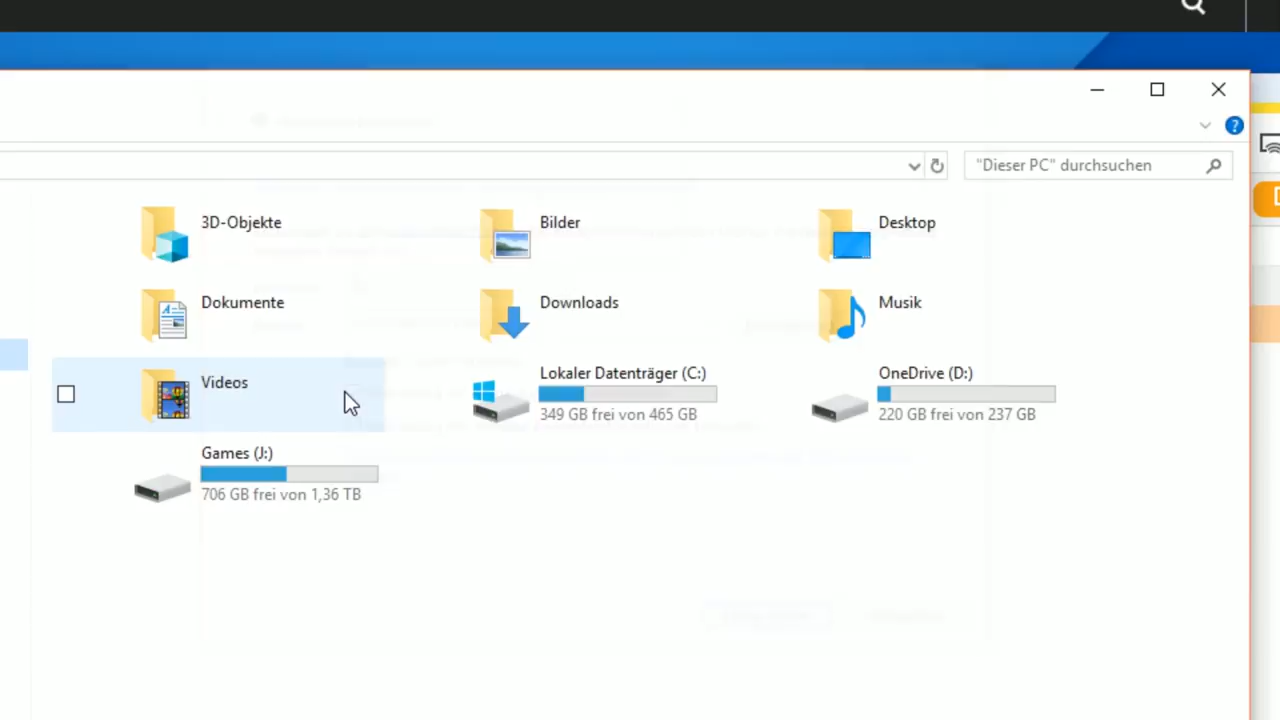 "Dieser PC" durchsuchen
3D-Objekte
Bilder
Desktop
Dokumente
Downloads
Musik
Videos
Lokaler Datenträger (C:)
349 GB frei von 465 GB
OneDrive (D:)
220 GB frei von 237 GB
Games (J:)
706 GB frei von 1,36 TB